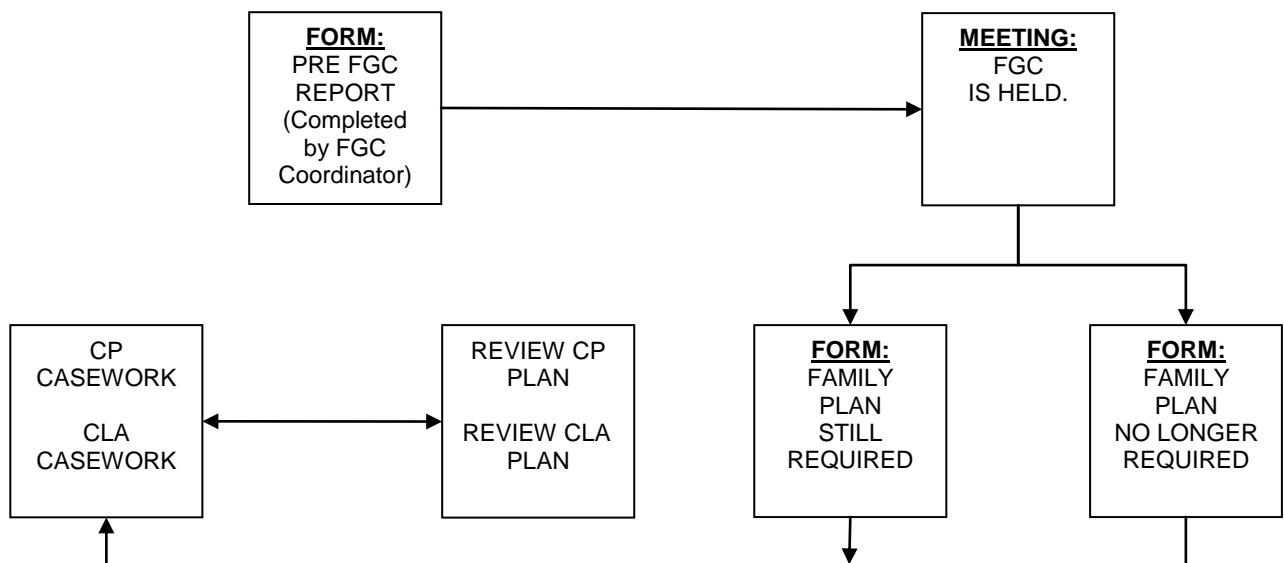 FORM:
PRE FGC
REPORT
(Completed
by FGC
Coordinator)
MEETING:
FGC
IS HELD.
CP
CASEWORK
CLA
CASEWORK
REVIEW CP
PLAN
REVIEW CLA
PLAN
FORM:
FAMILY
PLAN
STILL
REQUIRED
FORM:
FAMILY
PLAN
NO LONGER
REQUIRED